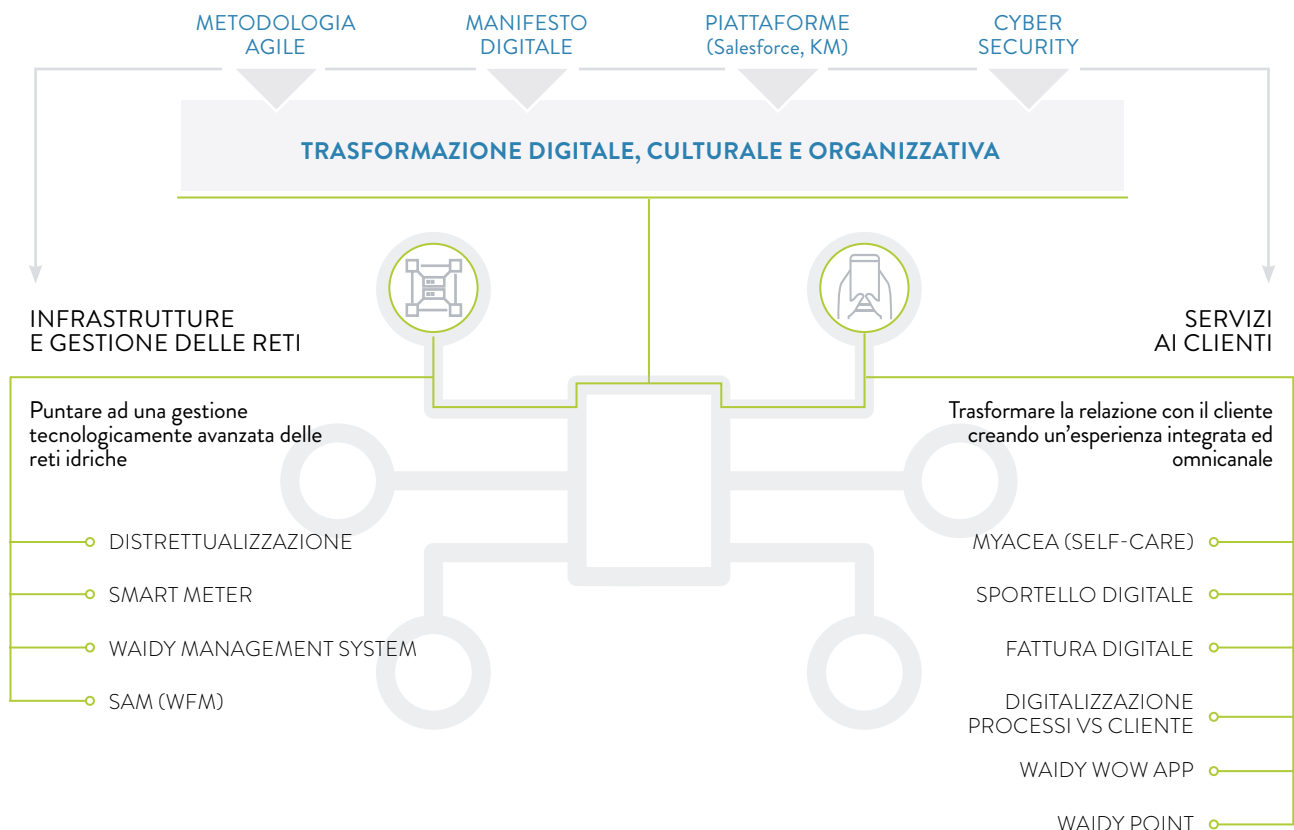 METODOLOGIA
AGILE
MANIFESTO
DIGITALE
PIATTAFORME
(Salesforce, KM)
CYBER
SECURITY
TRASFORMAZIONE DIGITALE, CULTURALE E ORGANIZZATIVA
INFRASTRUTTURE
E GESTIONE DELLE RETI
Puntare ad una gestione
tecnologicamente avanzata delle
reti idriche
DISTRETTUALIZZAZIONE
SMART METER
WAIDY MANAGEMENT SYSTEM
SAM (WFM)
SERVIZI
AI CLIENTI
Trasformare la relazione con il cliente
creando un'esperienza integrata ed
omnicanale
MYACEA (SELF-CARE)
SPORTELLO DIGITALE
FATTURA DIGITALE
DIGITALIZZAZIONE
PROCESSI VS CLIENTE
WAIDY WOW APP
WAIDY POINT